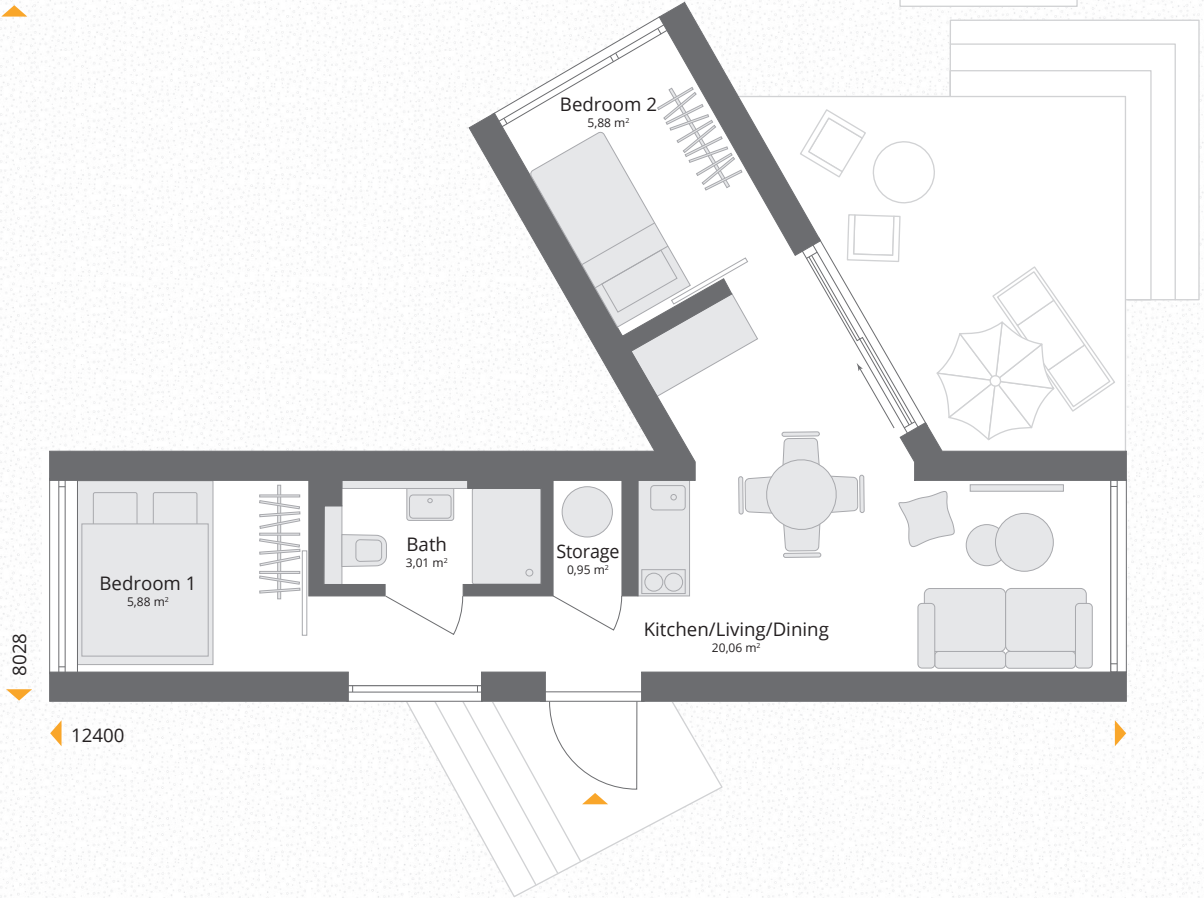 Bedroom 2
5,88 m²
Bath
3,01 m²
Storage
0,95 m²
Bedroom 1
5,88 m²
Kitchen/Living/Dining
20,06 m²
8028
12400